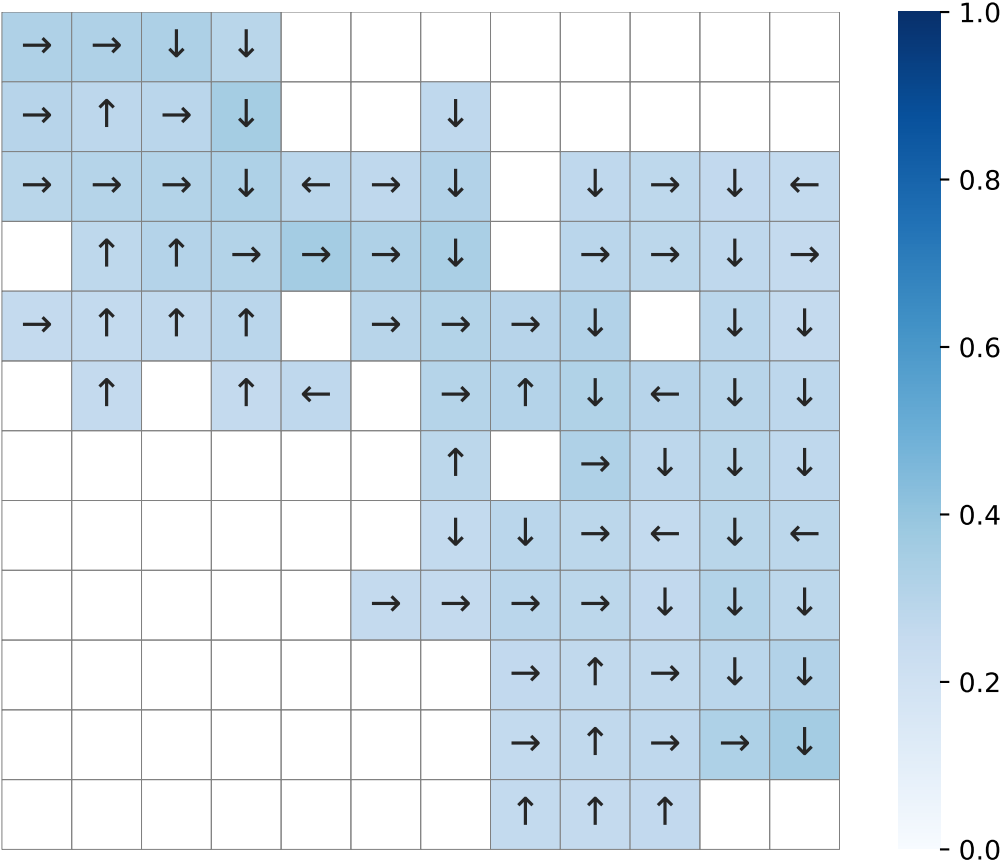 → → ↓ ↓
→ ↑ → ↓ ↓
→ → → ↓ ← → ↓ ↓ → ↓ ←
↑ ↑ → → → ↓ → → ↓ →
→ ↑ ↑ ↑ → → → ↓ ↓ ↓
↑ ↑ ← → ↑ ↓ ← ↓ ↓
↑ → ↓ ↓ ↓
↓ ↓ → ← ↓ ←
→ → → → ↓ ↓ ↓
→ ↑ → ↓ ↓
→ ↑ → → ↓
↑ ↑ ↑
1.0
0.8
0.6
0.4
0.2
0.0